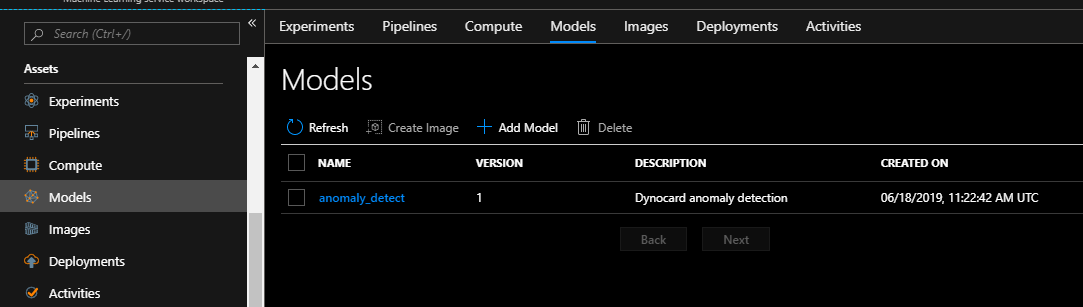 Machine Learning service workspace
Search (Ctrl+/)
«
Assets
Experiments
Pipelines
Compute
Models
Images
Deployments
Activities
Experiments Pipelines Compute Models Images Deployments Activities
Models
Refresh Create Image Add Model Delete
NAME VERSION DESCRIPTION CREATED ON
anomaly_detect 1 Dynocard anomaly detection 06/18/2019, 11:22:42 AM UTC
Back Next